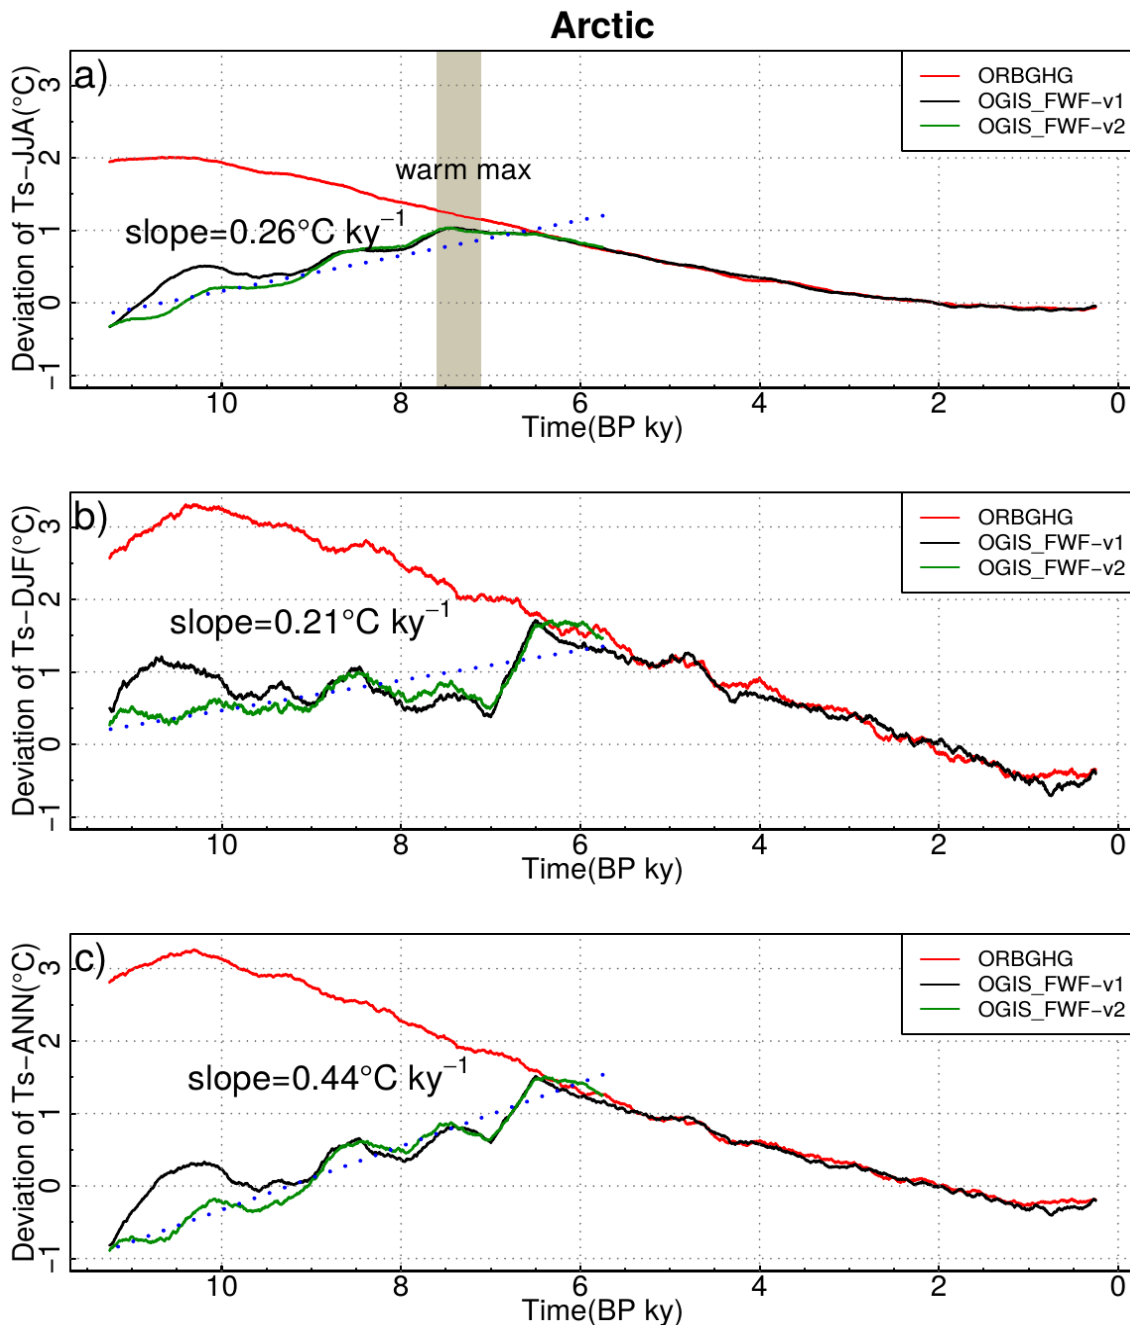 Arctic
a)
Deviation of Ts−JJA(°C)
3
2
1
0
−1
ORBGHG
OGIS_FWF−v1
OGIS_FWF−v2
warm max
slope=0.26°C ky⁻¹
10 8 6 4 2 0
Time(BP ky)
b)
Deviation of Ts−DJF(°C)
3
2
1
0
−1
ORBGHG
OGIS_FWF−v1
OGIS_FWF−v2
slope=0.21°C ky⁻¹
10 8 6 4 2 0
Time(BP ky)
c)
Deviation of Ts−ANN(°C)
3
2
1
0
−1
ORBGHG
OGIS_FWF−v1
OGIS_FWF−v2
slope=0.44°C ky⁻¹
10 8 6 4 2 0
Time(BP ky)